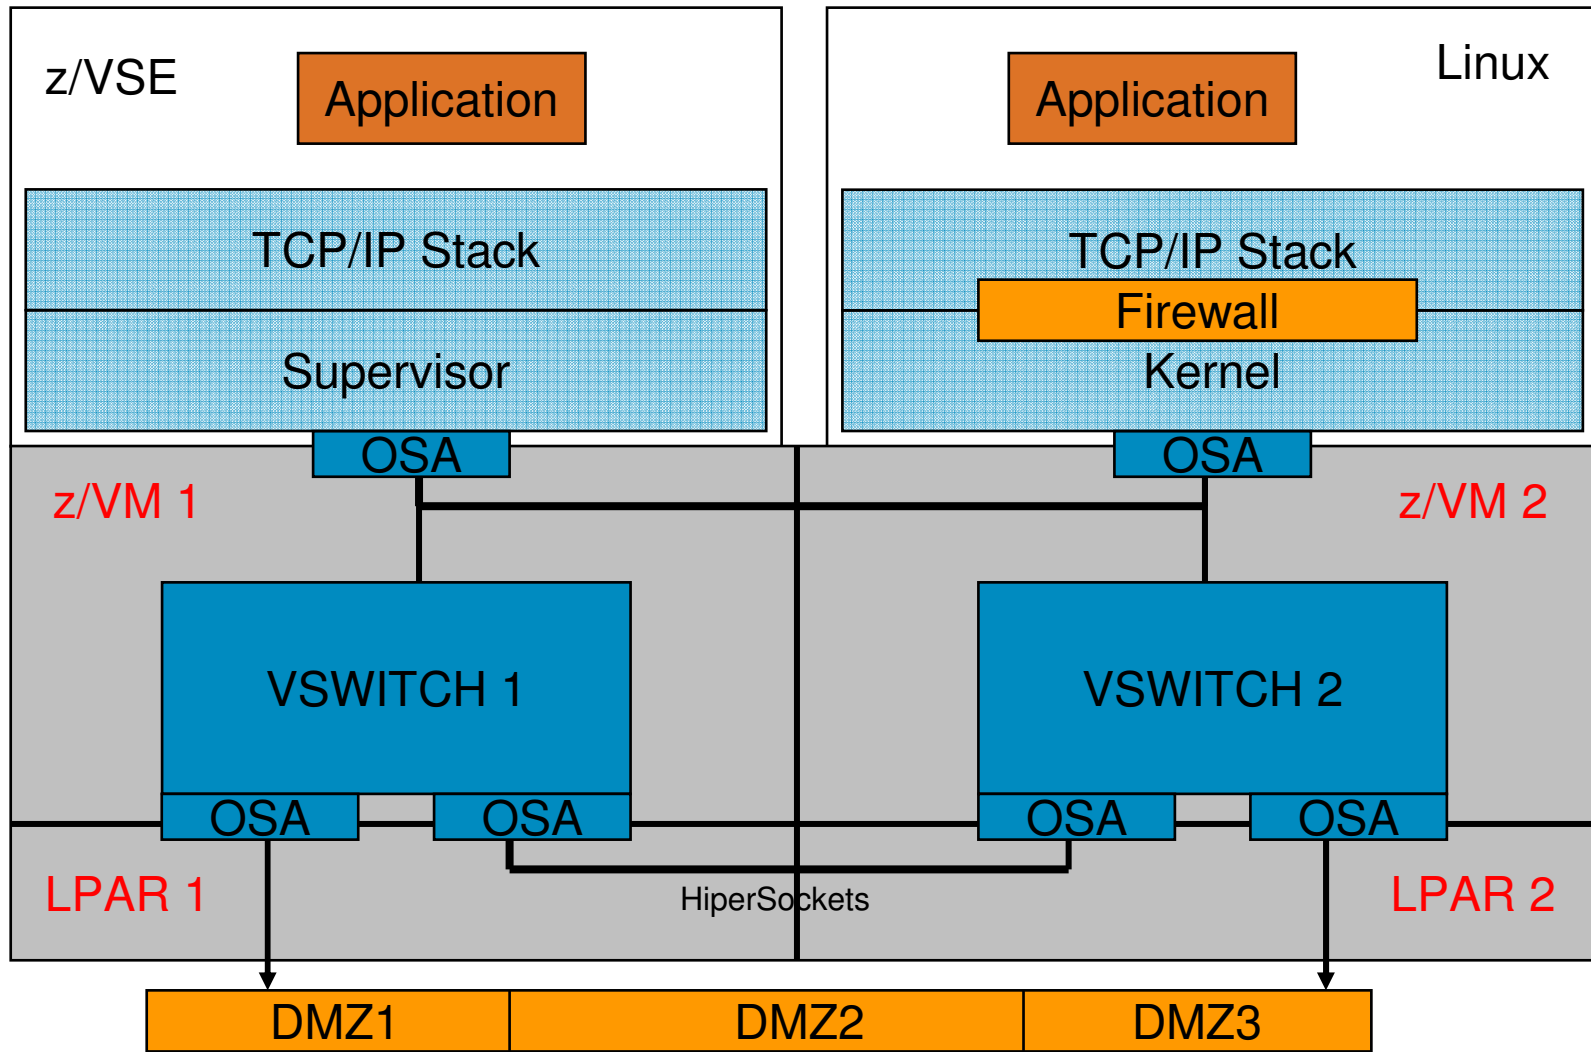 z/VSE
Application
TCP/IP Stack
Supervisor
OSA
Linux
Application
TCP/IP Stack
Firewall
Kernel
OSA
z/VM 1
z/VM 2
VSWITCH 1
VSWITCH 2
OSA
OSA
OSA
OSA
LPAR 1
HiperSockets
LPAR 2
DMZ1
DMZ2
DMZ3